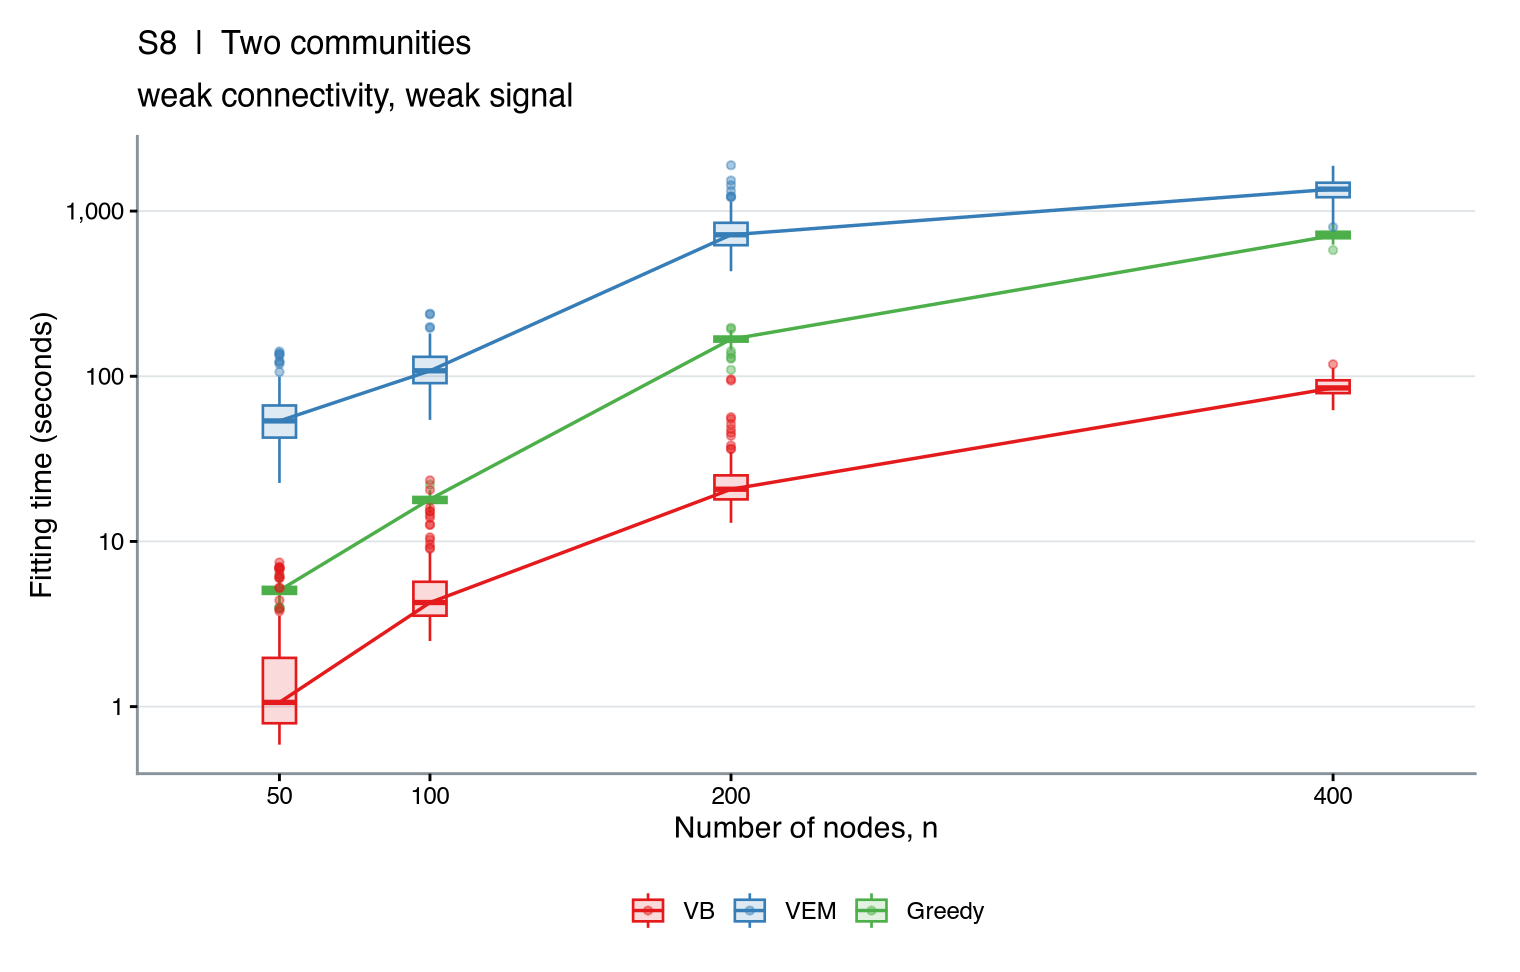 S8 | Two communities
weak connectivity, weak signal
Fitting time (seconds)
1,000
100
10
1
50 100 200 400
Number of nodes, n
VB VEM Greedy